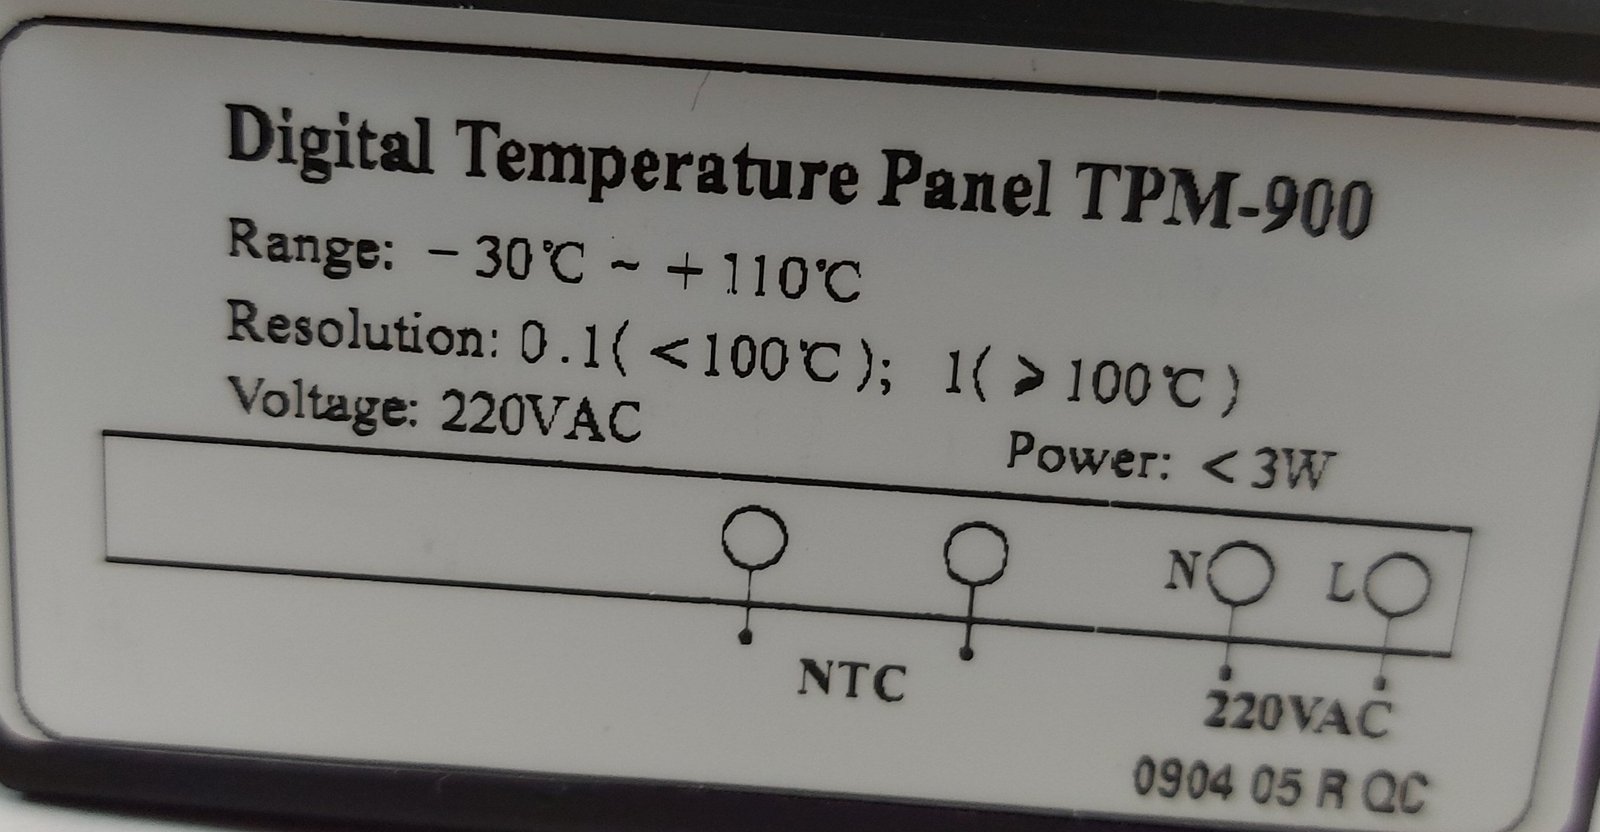 Digital Temperature Panel TPM-900
Range: -30℃ ~ +110℃
Resolution: 0.1( <100℃ ); 1( >100℃ )
Voltage: 220VAC
Power: <3W
N L
NTC
220VAC
0904 05 R QC